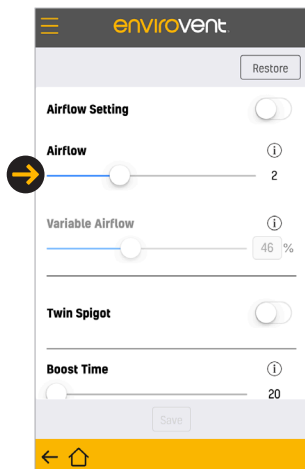 envirovent
Restore
Airflow Setting
Airflow
2
Variable Airflow
46 %
Twin Spigot
Boost Time
20
Save